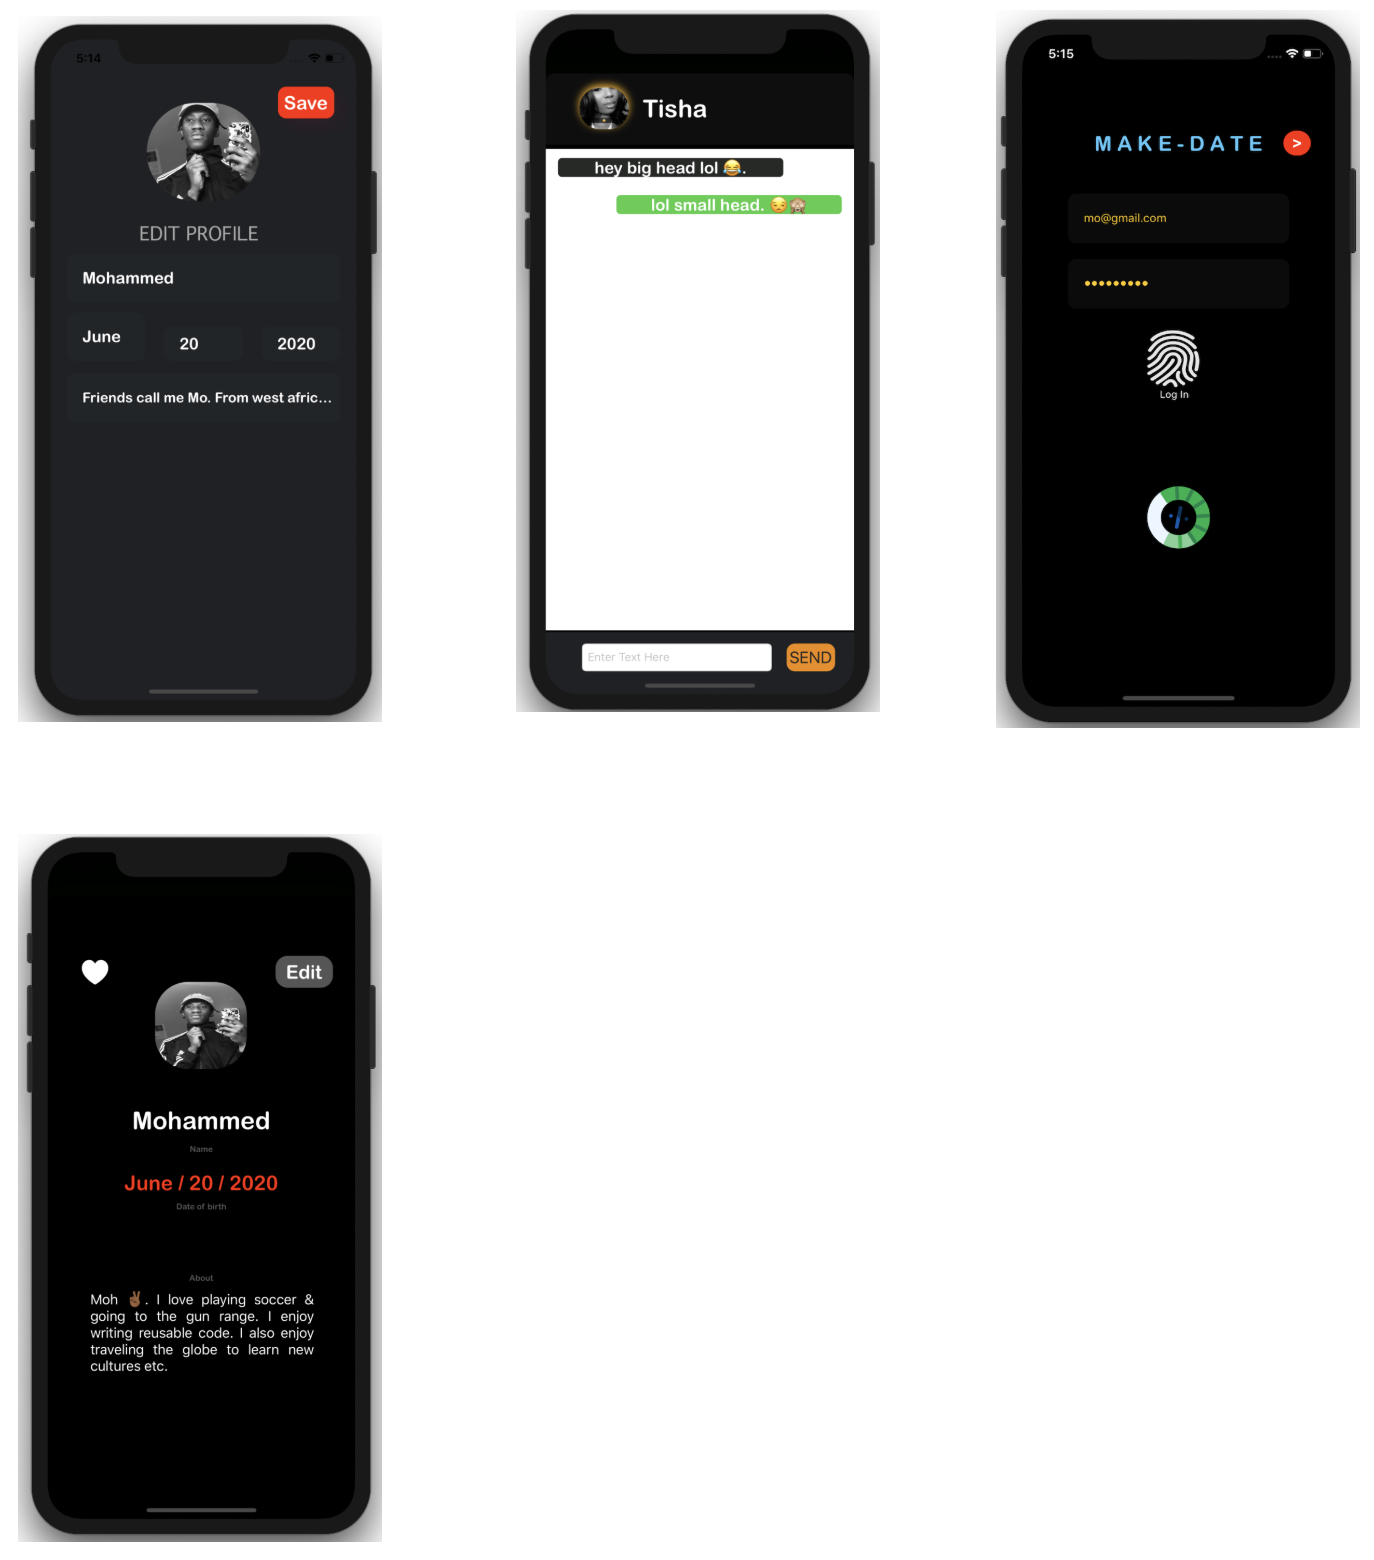 5:14
Save
EDIT PROFILE
Mohammed
June 20 2020
Friends call me Mo. From west afric...
Tisha
hey big head lol 😂.
lol small head. 😒🙈
Enter Text Here
SEND
5:15
MAKE-DATE >
mo@gmail.com
•••••••••
Log In
Edit
Mohammed
Name
June / 20 / 2020
Date of birth
About
Moh ✌🏾. I love playing soccer &
going to the gun range. I enjoy
writing reusable code. I also enjoy
traveling the globe to learn new
cultures etc.